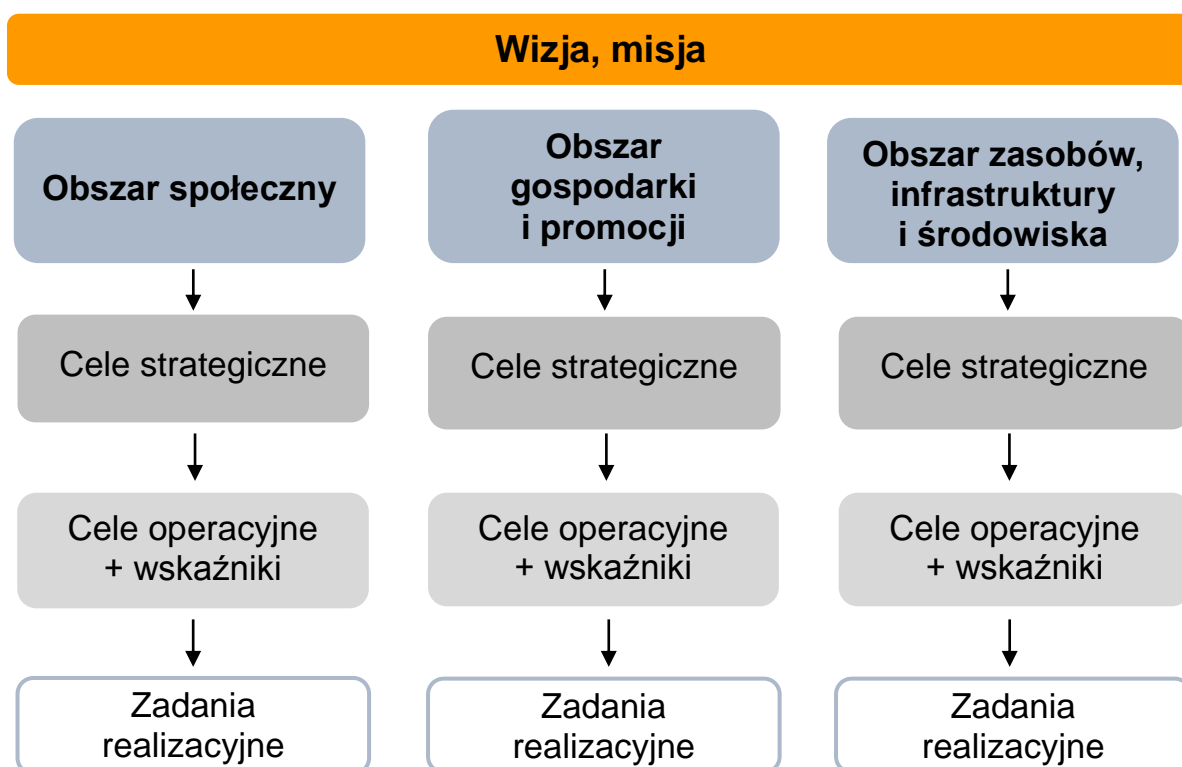 Wizja, misja
Obszar społeczny
Obszar
gospodarki
i promocji
Obszar zasobów,
infrastruktury
i środowiska
Cele strategiczne
Cele strategiczne
Cele strategiczne
Cele operacyjne
+ wskaźniki
Cele operacyjne
+ wskaźniki
Cele operacyjne
+ wskaźniki
Zadania
realizacyjne
Zadania
realizacyjne
Zadania
realizacyjne